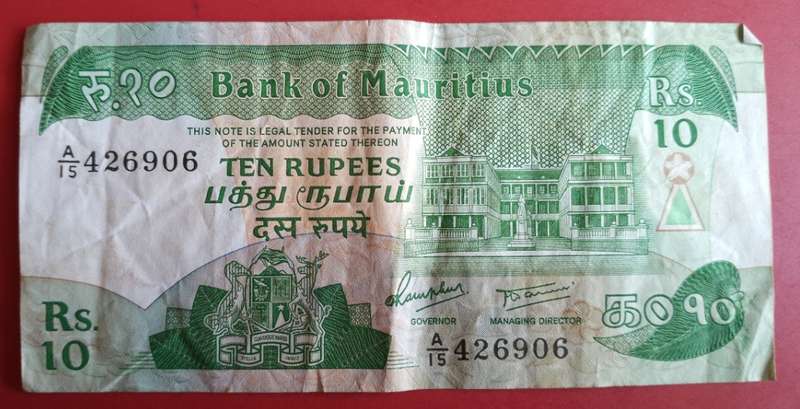 रु.१०
Bank of Mauritius
Rs.
10
THIS NOTE IS LEGAL TENDER FOR THE PAYMENT
OF THE AMOUNT STATED THEREON
A/15 426906
TEN RUPEES
பத்து ரூபாய்
दस रुपये
GOVERNOR
MANAGING DIRECTOR
Rs.
10
A/15 426906